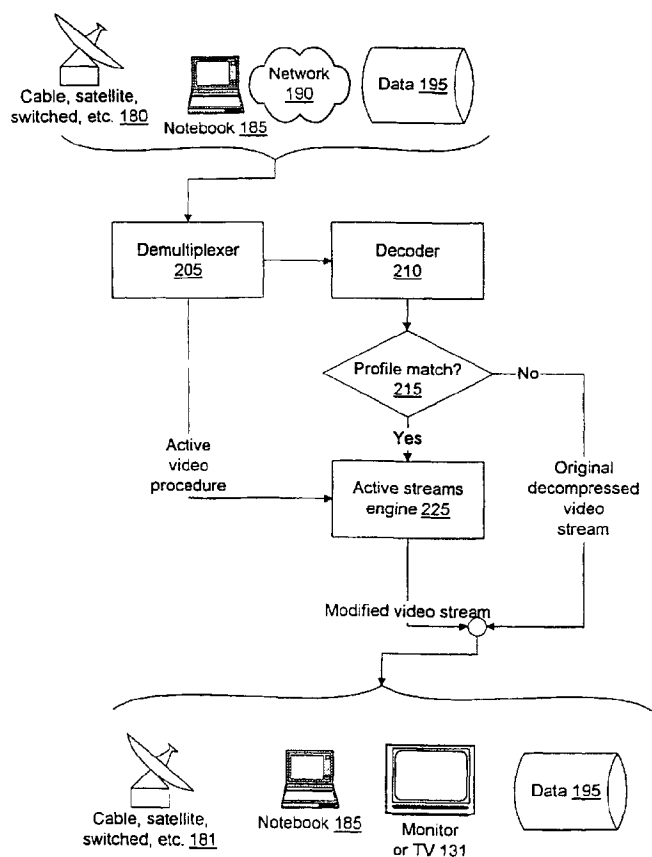 Cable, satellite,
switched, etc. 180
Notebook 185
Network
190
Data 195
Demultiplexer
205
Decoder
210
Profile match?
215
No
Yes
Active
video
procedure
Active streams
engine 225
Original
decompressed
video
stream
Modified video stream
Cable, satellite,
switched, etc. 181
Notebook 185
Monitor
or TV 131
Data 195